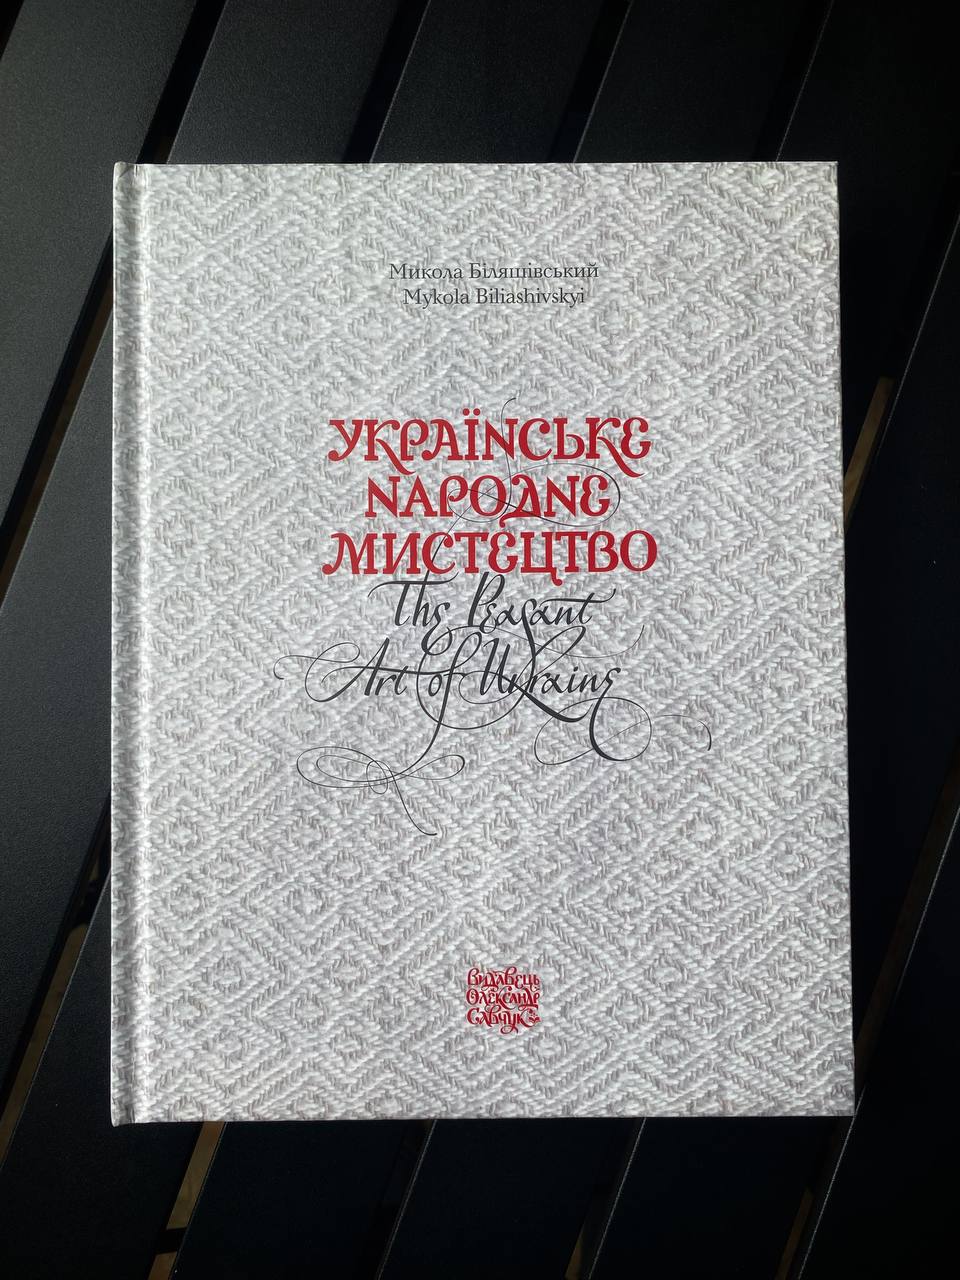 Микола Біляшівський
Mykola Biliashivskyi
УКРАЇНСЬКЕ
НАРОДНЕ
МИСТЕЦТВО
The Peasant
Art of Ukraine
Видавець
Олександр
Савчук